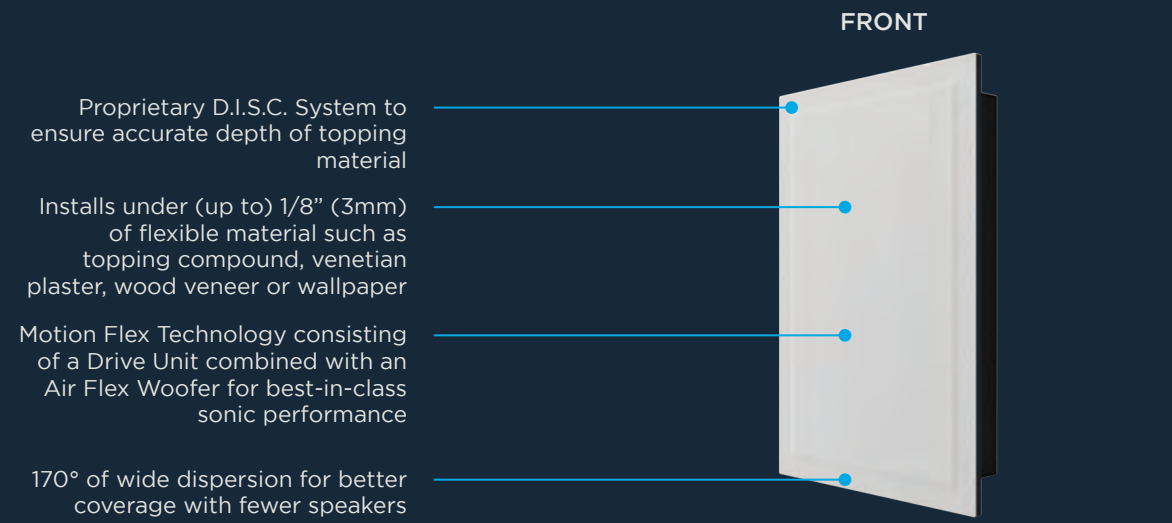 FRONT
Proprietary D.I.S.C. System to
ensure accurate depth of topping
material
Installs under (up to) 1/8” (3mm)
of flexible material such as
topping compound, venetian
plaster, wood veneer or wallpaper
Motion Flex Technology consisting
of a Drive Unit combined with an
Air Flex Woofer for best-in-class
sonic performance
170° of wide dispersion for better
coverage with fewer speakers